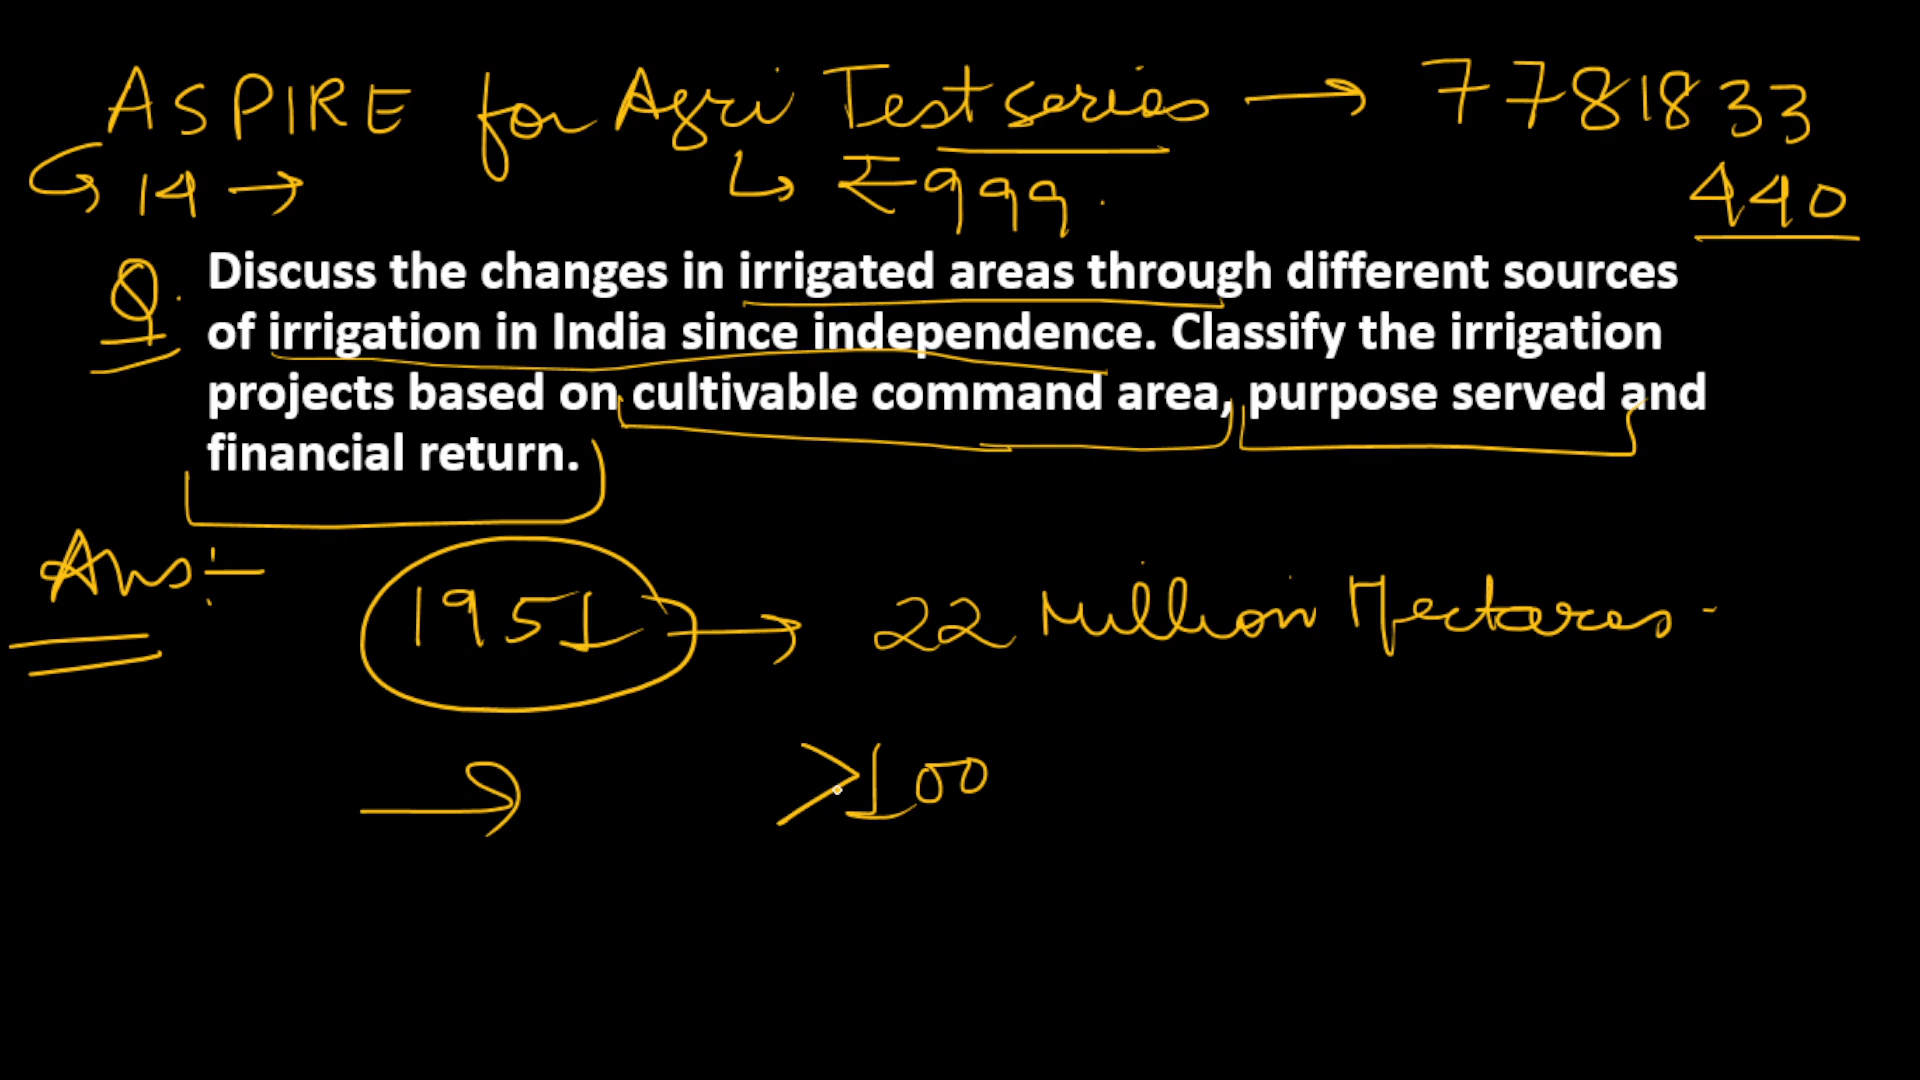 ASPIRE for Agri Test series → 7781833
440
↳ 14 → ↳ ₹999.
Q. Discuss the changes in irrigated areas through different sources
of irrigation in India since independence. Classify the irrigation
projects based on cultivable command area, purpose served and
financial return.
Ans:- 1951 → 22 Million Hectares.
→ >100